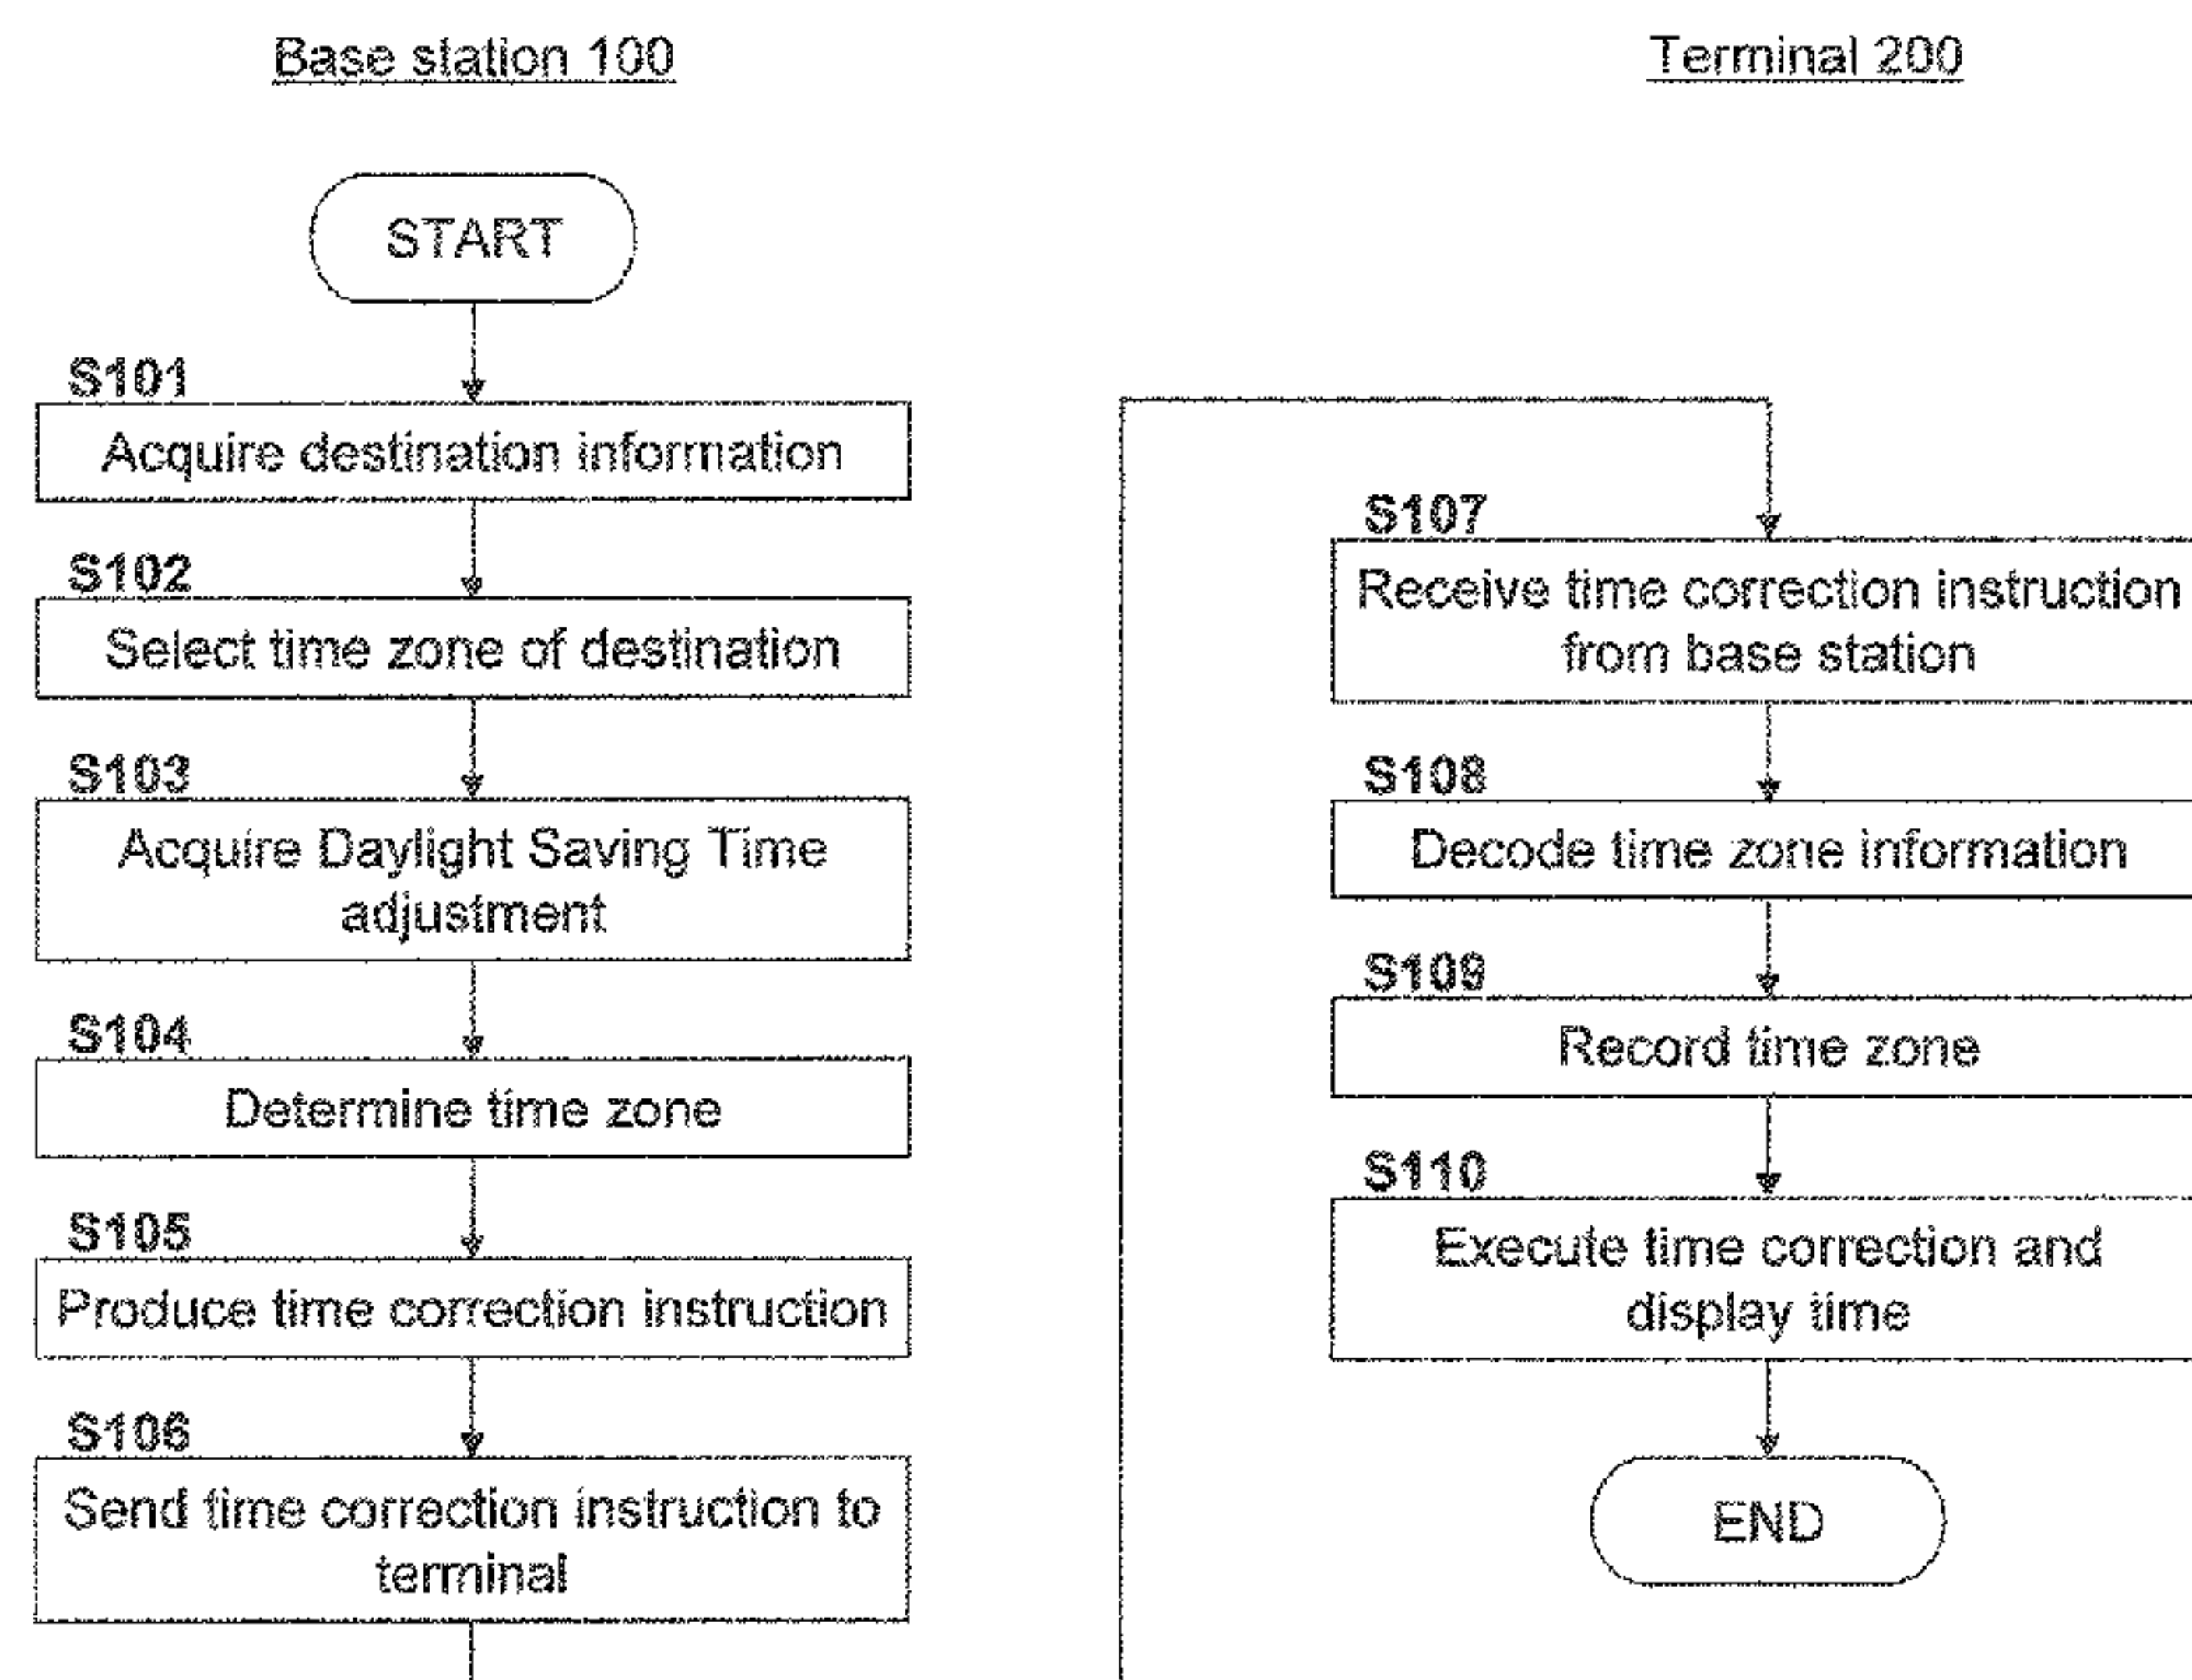 Base station 100
START
S101
Acquire destination information
S102
Select time zone of destination
S103
Acquire Daylight Saving Time
adjustment
S104
Determine time zone
S105
Produce time correction instruction
S106
Send time correction instruction to
terminal
Terminal 200
S107
Receive time correction instruction
from base station
S108
Decode time zone information
S109
Record time zone
S110
Execute time correction and
display time
END